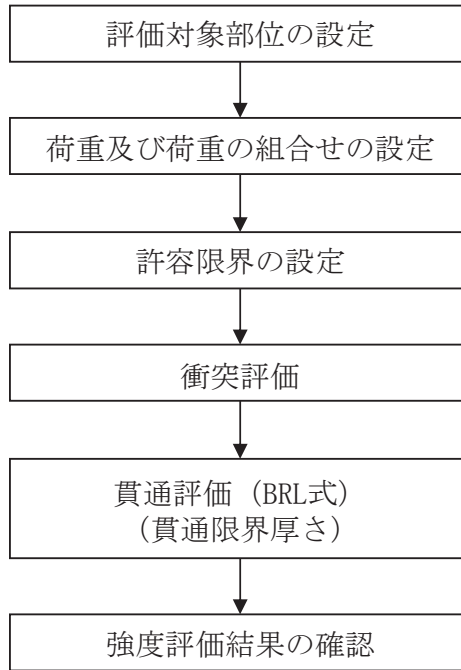 評価対象部位の設定
荷重及び荷重の組合せの設定
許容限界の設定
衝突評価
貫通評価（BRL式）
（貫通限界厚さ）
強度評価結果の確認